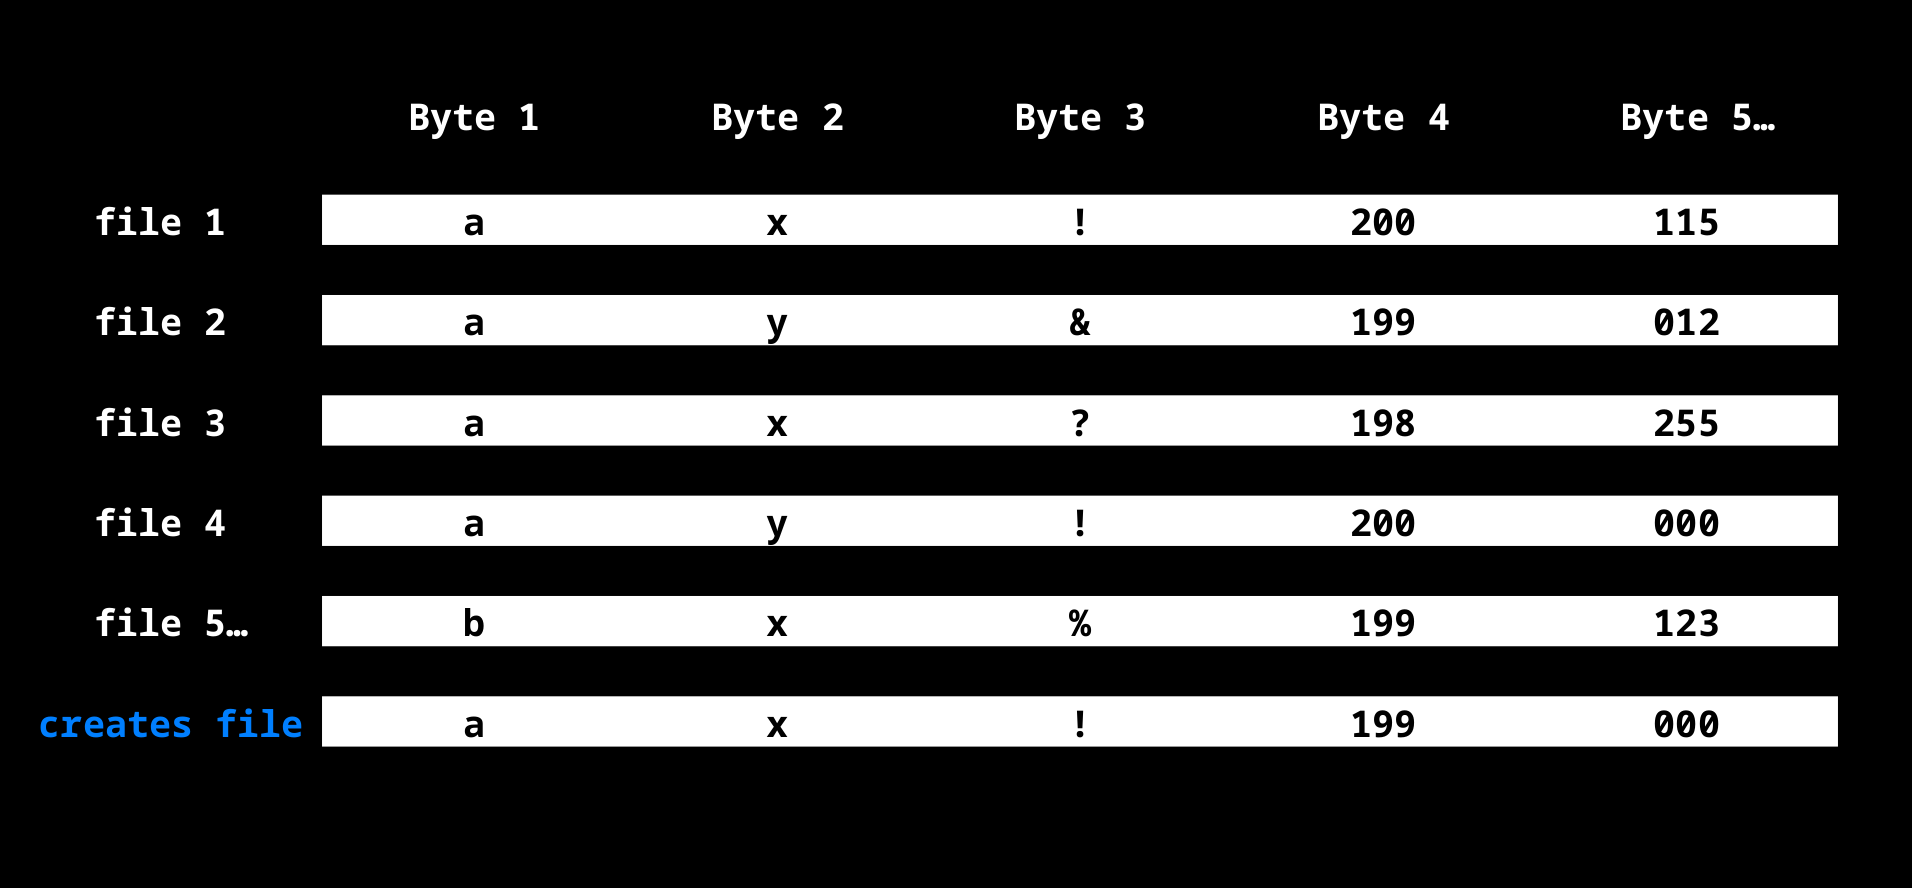 Byte 1 Byte 2 Byte 3 Byte 4 Byte 5…
file 1 a x ! 200 115
file 2 a y & 199 012
file 3 a x ? 198 255
file 4 a y ! 200 000
file 5… b x % 199 123
creates file a x ! 199 000